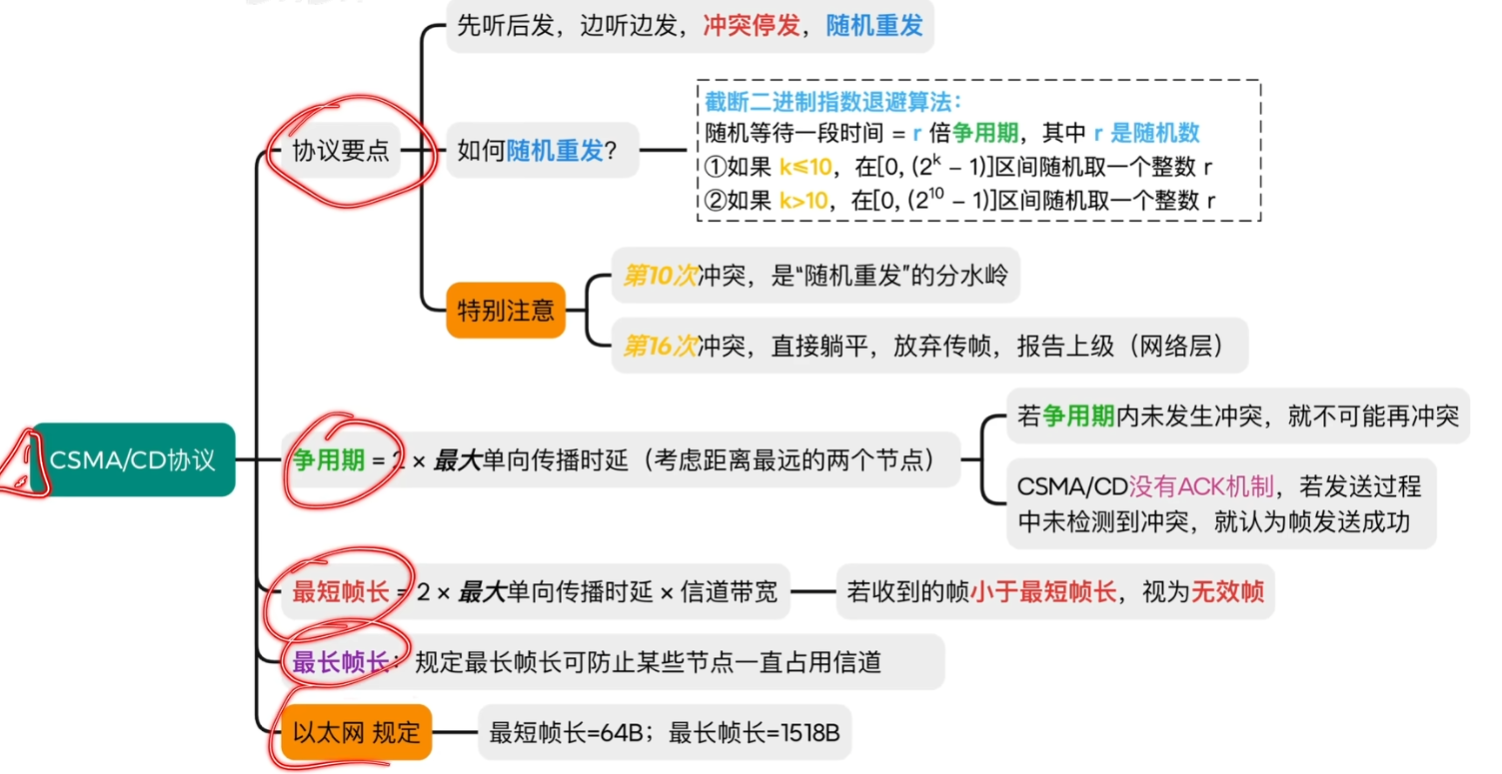 先听后发，边听边发，冲突停发，随机重发
协议要点
如何随机重发？
截断二进制指数退避算法：
随机等待一段时间 = r 倍争用期，其中 r 是随机数
①如果 k≤10，在[0, (2^k – 1)]区间随机取一个整数 r
②如果 k>10，在[0, (2^10 – 1)]区间随机取一个整数 r
特别注意
第10次冲突，是“随机重发”的分水岭
第16次冲突，直接躺平，放弃传帧，报告上级（网络层）
CSMA/CD协议
争用期 = 2 × 最大单向传播时延（考虑距离最远的两个节点）
若争用期内未发生冲突，就不可能再冲突
CSMA/CD没有ACK机制，若发送过程
中未检测到冲突，就认为帧发送成功
最短帧长 = 2 × 最大单向传播时延 × 信道带宽
若收到的帧小于最短帧长，视为无效帧
最长帧长：规定最长帧长可防止某些节点一直占用信道
以太网 规定
最短帧长=64B；最长帧长=1518B